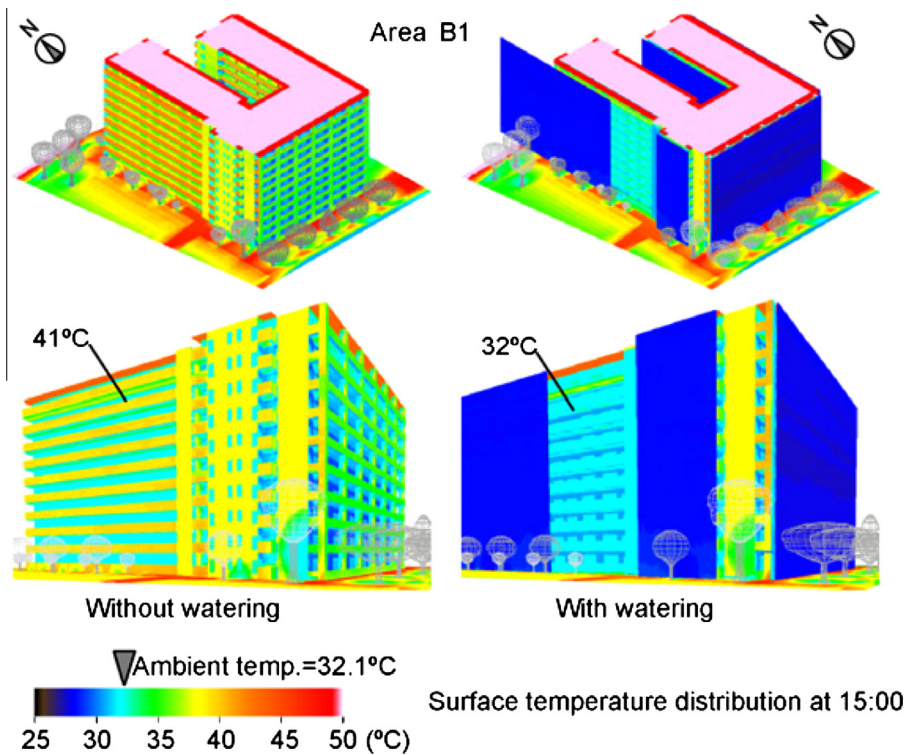 N
Area B1
N
41ºC
32ºC
Without watering
With watering
Ambient temp.=32.1ºC
25 30 35 40 45 50 (ºC)
Surface temperature distribution at 15:00